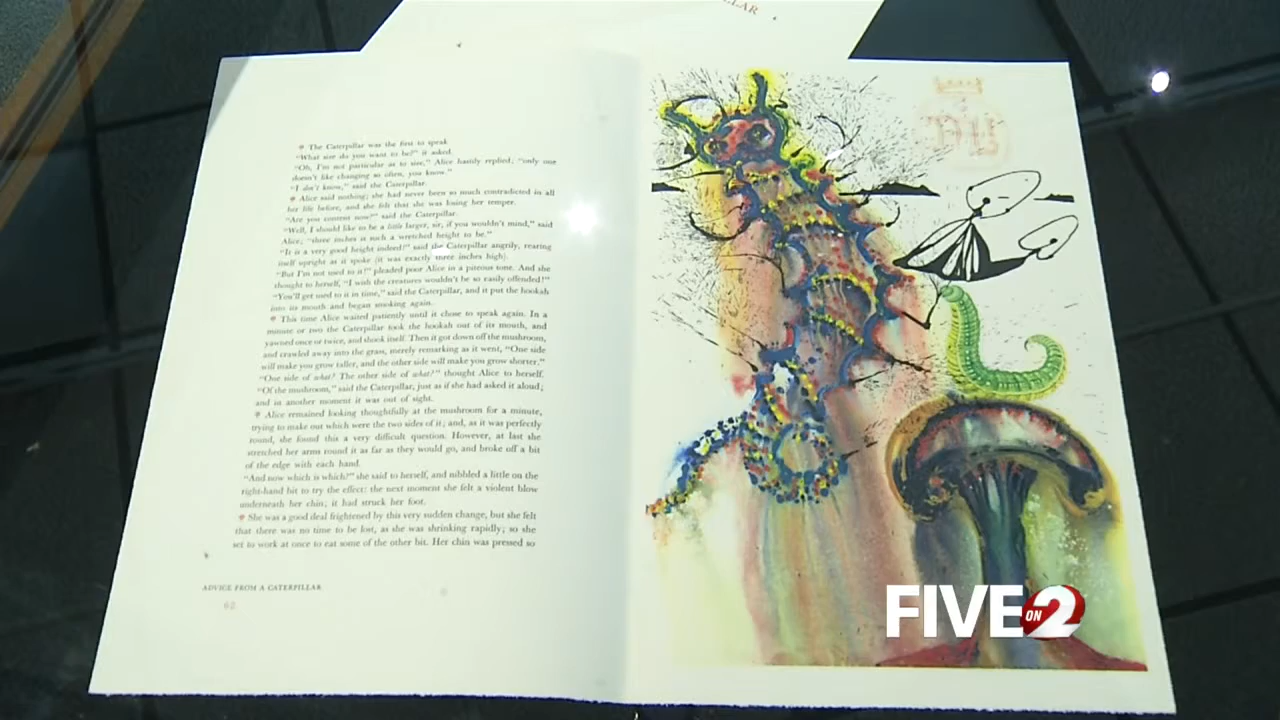 LLAR
The Caterpillar was the first to speak.
"What size do you want to be?" it asked.
"Oh, I'm not particular as to size," Alice hastily replied; "only one
doesn't like changing so often, you know."
"I don't know," said the Caterpillar.
Alice said nothing; she had never been so much contradicted in all
her life before, and she felt that she was losing her temper.
"Are you content now?" said the Caterpillar.
"Well, I should like to be a little larger, sir, if you wouldn't mind," said
Alice; "three inches is such a wretched height to be."
"It is a very good height indeed!" said the Caterpillar angrily, rearing
itself upright as it spoke (it was exactly three inches high).
"But I'm not used to it!" pleaded poor Alice in a piteous tone. And she
thought to herself, "I wish the creatures wouldn't be so easily offended!"
"You'll get used to it in time," said the Caterpillar, and it put the hookah
into its mouth and began smoking again.
This time Alice waited patiently until it chose to speak again. In a
minute or two the Caterpillar took the hookah out of its mouth, and
yawned once or twice, and shook itself. Then it got down off the mushroom,
and crawled away into the grass, merely remarking as it went, "One side
will make you grow taller, and the other side will make you grow shorter."
"One side of what? The other side of what?" thought Alice to herself.
"Of the mushroom," said the Caterpillar, just as if she had asked it aloud;
and in another moment it was out of sight.
Alice remained looking thoughtfully at the mushroom for a minute,
trying to make out which were the two sides of it; and, as it was perfectly
round, she found this a very difficult question. However, at last she
stretched her arms round it as far as they would go, and broke off a bit
of the edge with each hand.
"And now which is which?" she said to herself, and nibbled a little on the
right-hand bit to try the effect: the next moment she felt a violent blow
underneath her chin; it had struck her foot.
She was a good deal frightened by this very sudden change, but she felt
that there was no time to be lost, as she was shrinking rapidly; so she
set to work at once to eat some of the other bit. Her chin was pressed so
ADVICE FROM A CATERPILLAR
62
FIVE ON 2